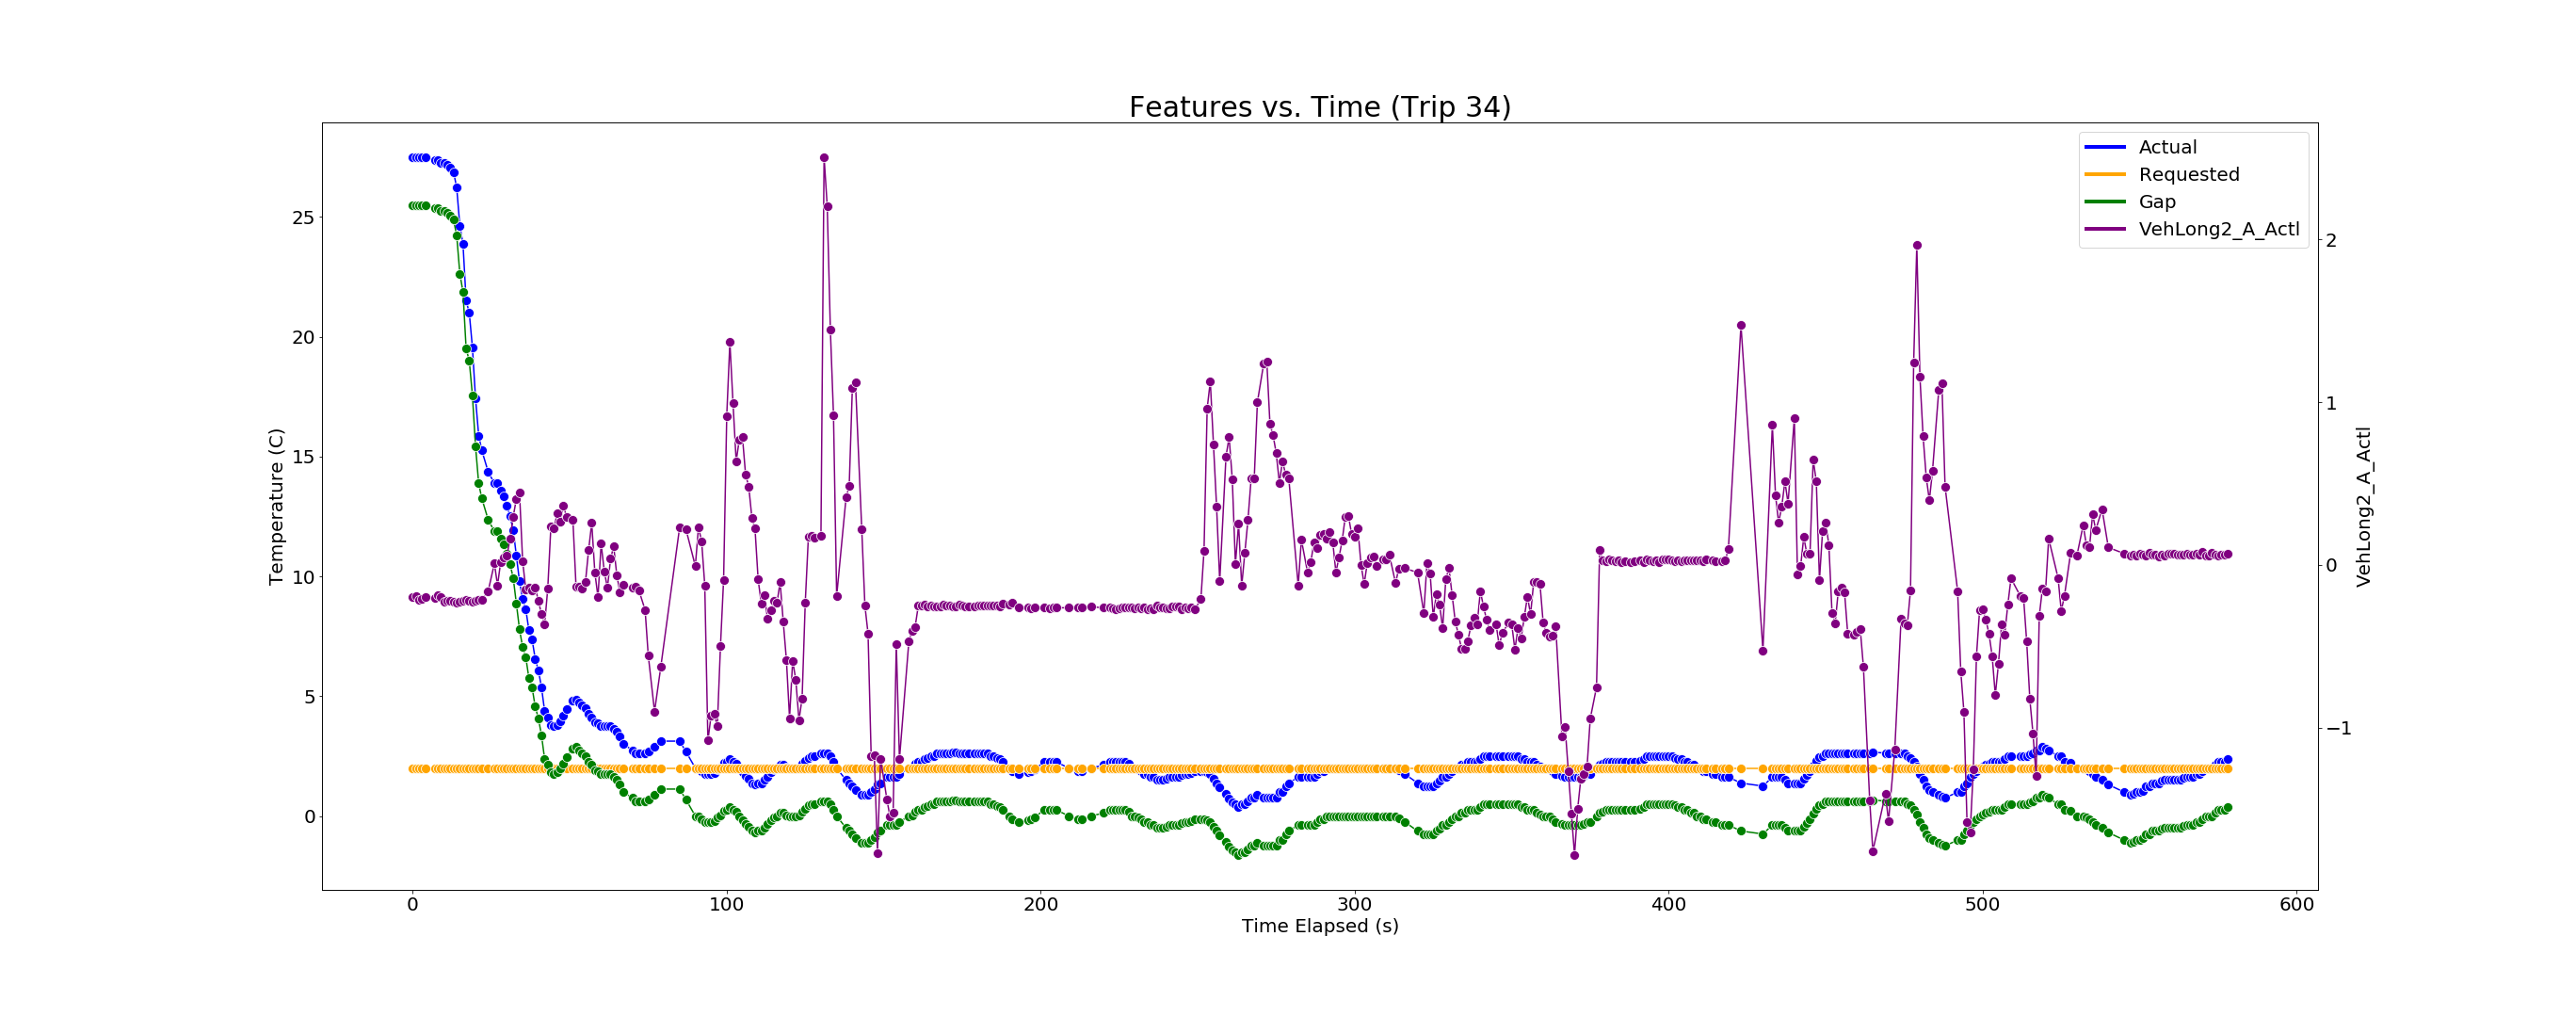 Features vs. Time (Trip 34)
Actual
Requested
Gap
VehLong2_A_Actl
Temperature (C)
25
20
15
10
5
0
2
1
0
−1
VehLong2_A_Actl
0 100 200 300 400 500 600
Time Elapsed (s)